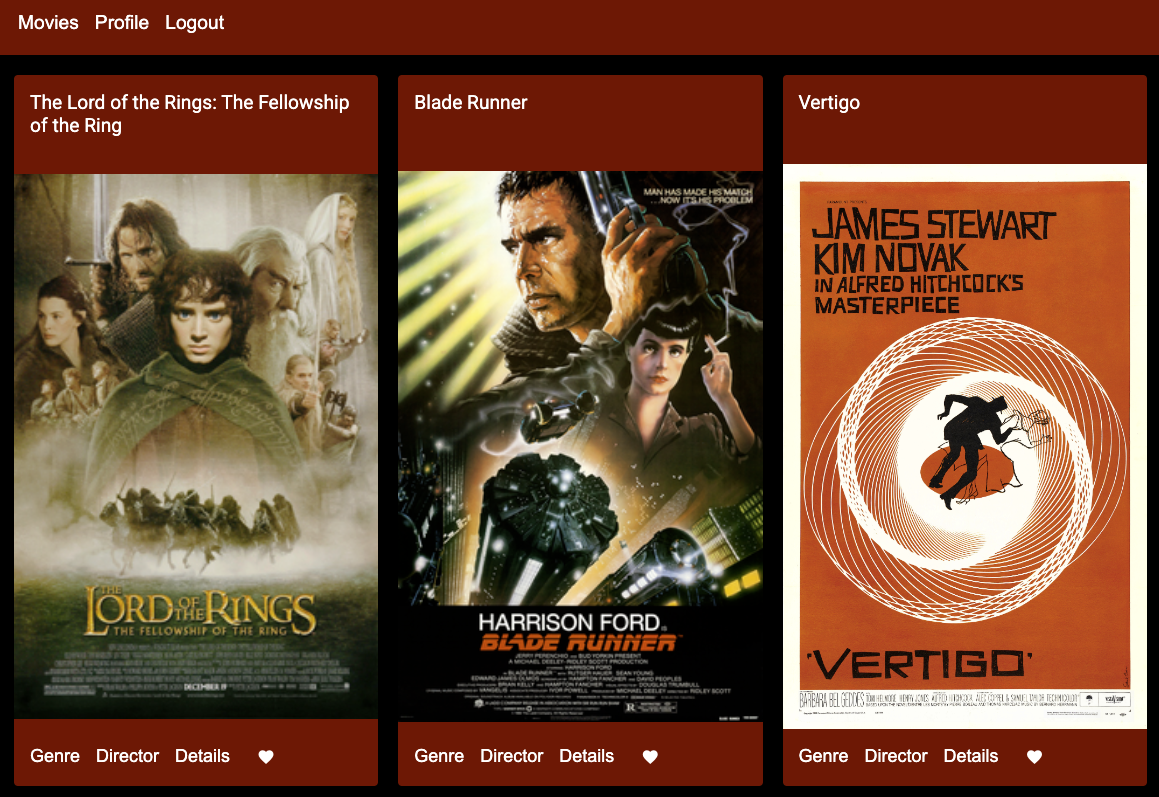 Movies Profile Logout
The Lord of the Rings: The Fellowship
of the Ring
THE
LORD OF THE RINGS
THE FELLOWSHIP OF THE RING
DECEMBER 19
Genre Director Details
Blade Runner
MAN HAS MADE HIS MATCH
...NOW IT'S HIS PROBLEM
HARRISON FORD IS
BLADE RUNNER
JERRY PERENCHIO AND BUD YORKIN PRESENT
A MICHAEL DEELEY-RIDLEY SCOTT PRODUCTION
STARRING HARRISON FORD
IN BLADE RUNNER WITH RUTGER HAUER SEAN YOUNG
EDWARD JAMES OLMOS
HAMPTON FANCHER AND DAVID PEOPLES
BRIAN KELLY AND HAMPTON FANCHER DOUGLAS TRUMBULL
VANGELIS IVOR POWELL MICHAEL DEELEY RIDLEY SCOTT
R RESTRICTED
Genre Director Details
Vertigo
JAMES STEWART
KIM NOVAK
IN ALFRED HITCHCOCK'S
MASTERPIECE
'VERTIGO'
BARBARA BEL GEDDES TOM HELMORE HENRY JONES ALFRED HITCHCOCK ALEC COPPEL & SAMUEL TAYLOR TECHNICOLOR
Genre Director Details